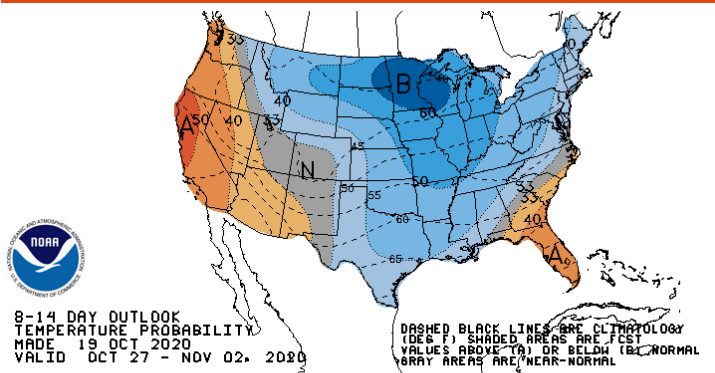 33
B
40
A
50
40
33
60
45
N
50
50
55
33
33
60
40
65
A
NOAA
NATIONAL OCEANIC AND ATMOSPHERIC ADMINISTRATION
U.S. DEPARTMENT OF COMMERCE
8-14 DAY OUTLOOK
TEMPERATURE PROBABILITY
MADE 19 OCT 2020
VALID OCT 27 - NOV 02, 2020
DASHED BLACK LINES ARE CLIMATOLOGY
(DEG F) SHADED AREAS ARE FCST
VALUES ABOVE (A) OR BELOW (B) NORMAL
GRAY AREAS ARE NEAR-NORMAL